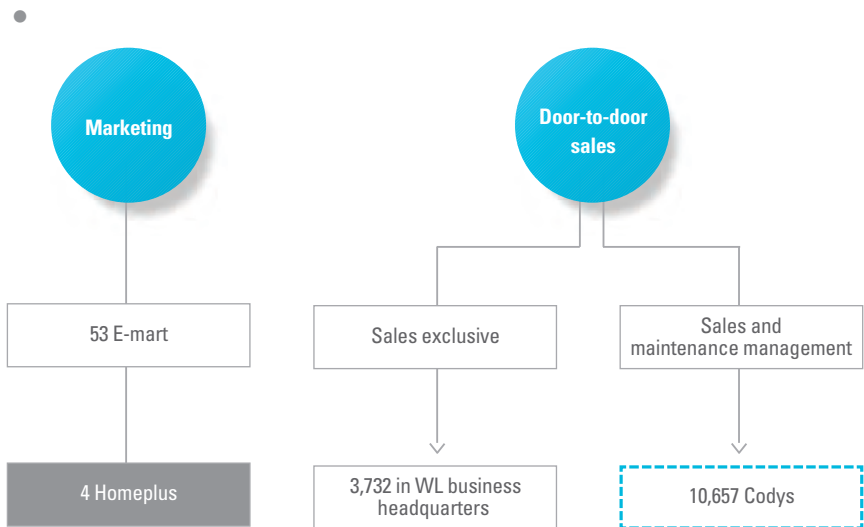 Marketing
Door-to-door
sales
53 E-mart
Sales exclusive
Sales and
maintenance management
4 Homeplus
3,732 in WL business
headquarters
10,657 Codys